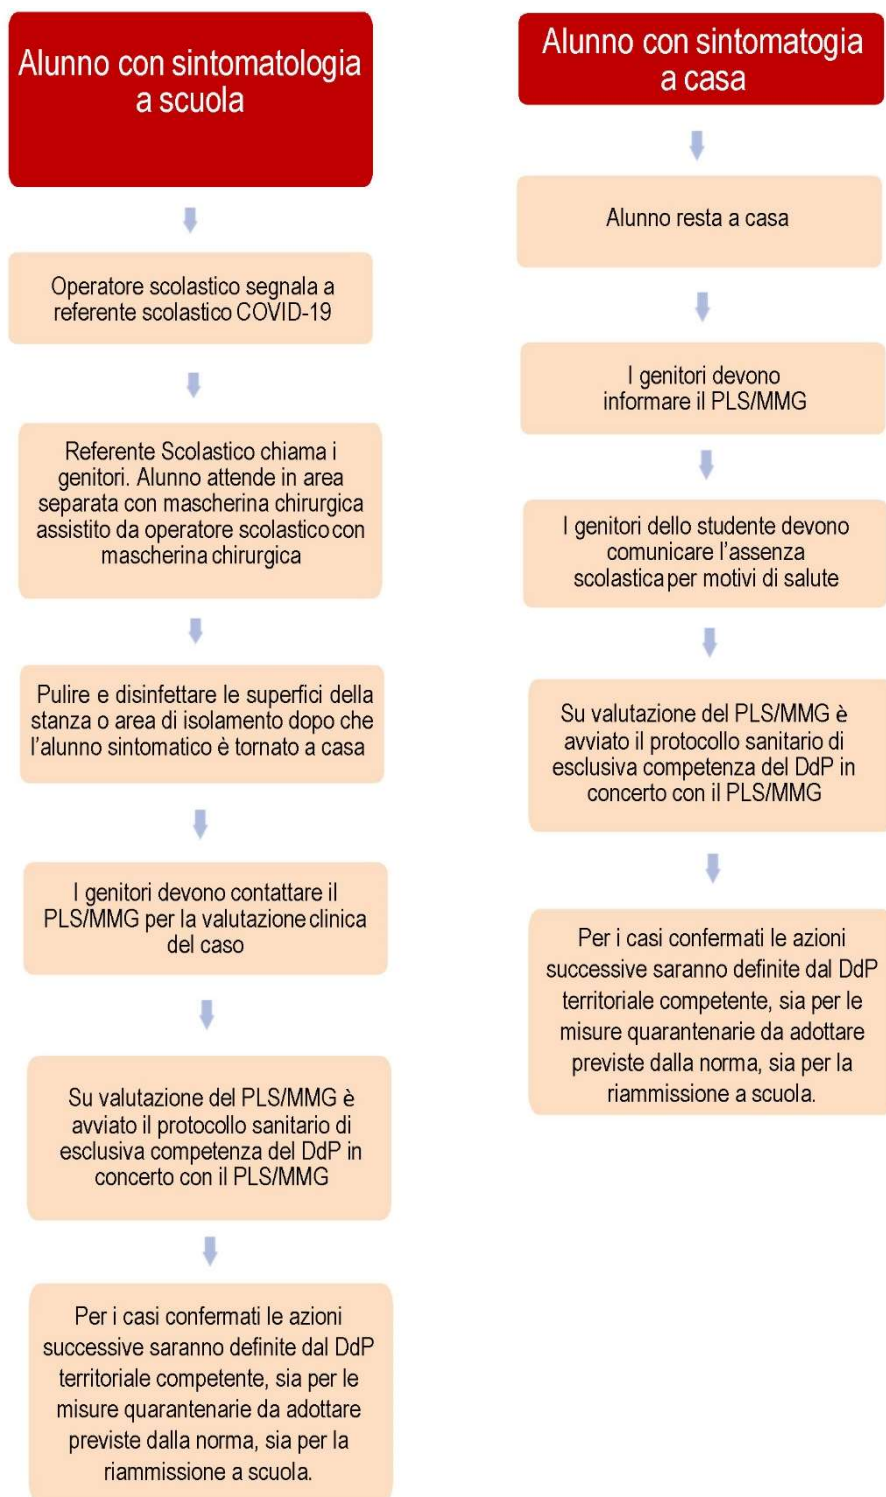 Alunno con sintomatologia
a scuola
Operatore scolastico segnala a
referente scolastico COVID-19
Referente Scolastico chiama i
genitori. Alunno attende in area
separata con mascherina chirurgica
assistito da operatore scolastico con
mascherina chirurgica
Pulire e disinfettare le superfici della
stanza o area di isolamento dopo che
l'alunno sintomatico è tornato a casa
I genitori devono contattare il
PLS/MMG per la valutazione clinica
del caso
Su valutazione del PLS/MMG è
avviato il protocollo sanitario di
esclusiva competenza del DdP in
concerto con il PLS/MMG
Per i casi confermati le azioni
successive saranno definite dal DdP
territoriale competente, sia per le
misure quarantenarie da adottare
previste dalla norma, sia per la
riammissione a scuola.
Alunno con sintomatogia
a casa
Alunno resta a casa
I genitori devono
informare il PLS/MMG
I genitori dello studente devono
comunicare l'assenza
scolastica per motivi di salute
Su valutazione del PLS/MMG è
avviato il protocollo sanitario di
esclusiva competenza del DdP in
concerto con il PLS/MMG
Per i casi confermati le azioni
successive saranno definite dal DdP
territoriale competente, sia per le
misure quarantenarie da adottare
previste dalla norma, sia per la
riammissione a scuola.